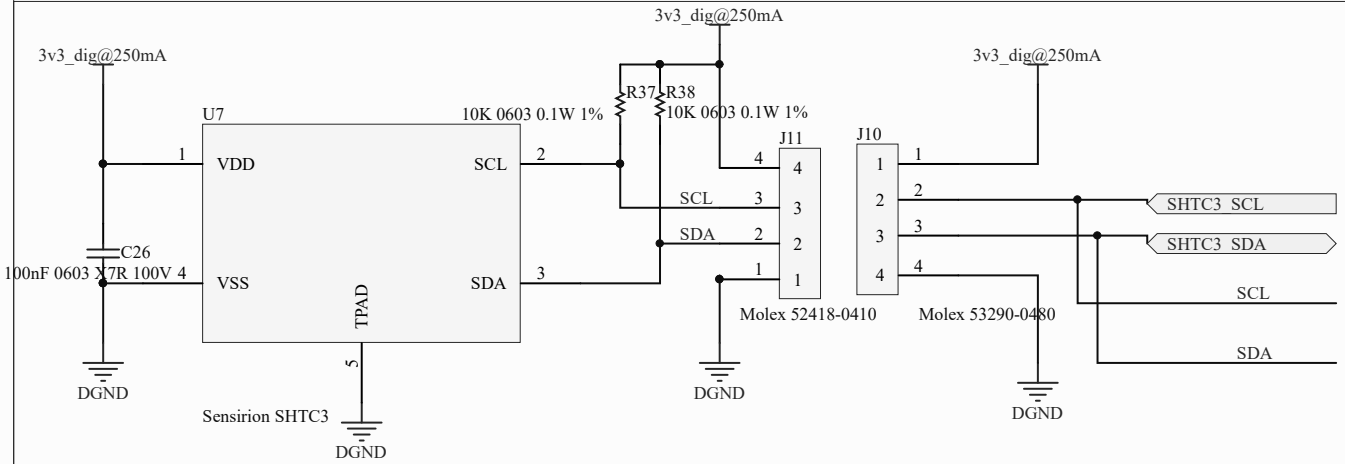 3v3_dig@250mA
3v3_dig@250mA
3v3_dig@250mA
R37
R38
10K 0603 0.1W 1%
10K 0603 0.1W 1%
U7
J11
J10
1
VDD
SCL
2
4
4
1
1
SCL
3
3
2
2
SHTC3_SCL
SDA
2
2
3
3
SHTC3_SDA
C26
100nF 0603 X7R 100V
4
VSS
SDA
3
1
1
4
4
SCL
TPAD
Molex 52418-0410
Molex 53290-0480
5
SDA
DGND
DGND
DGND
Sensirion SHTC3
DGND